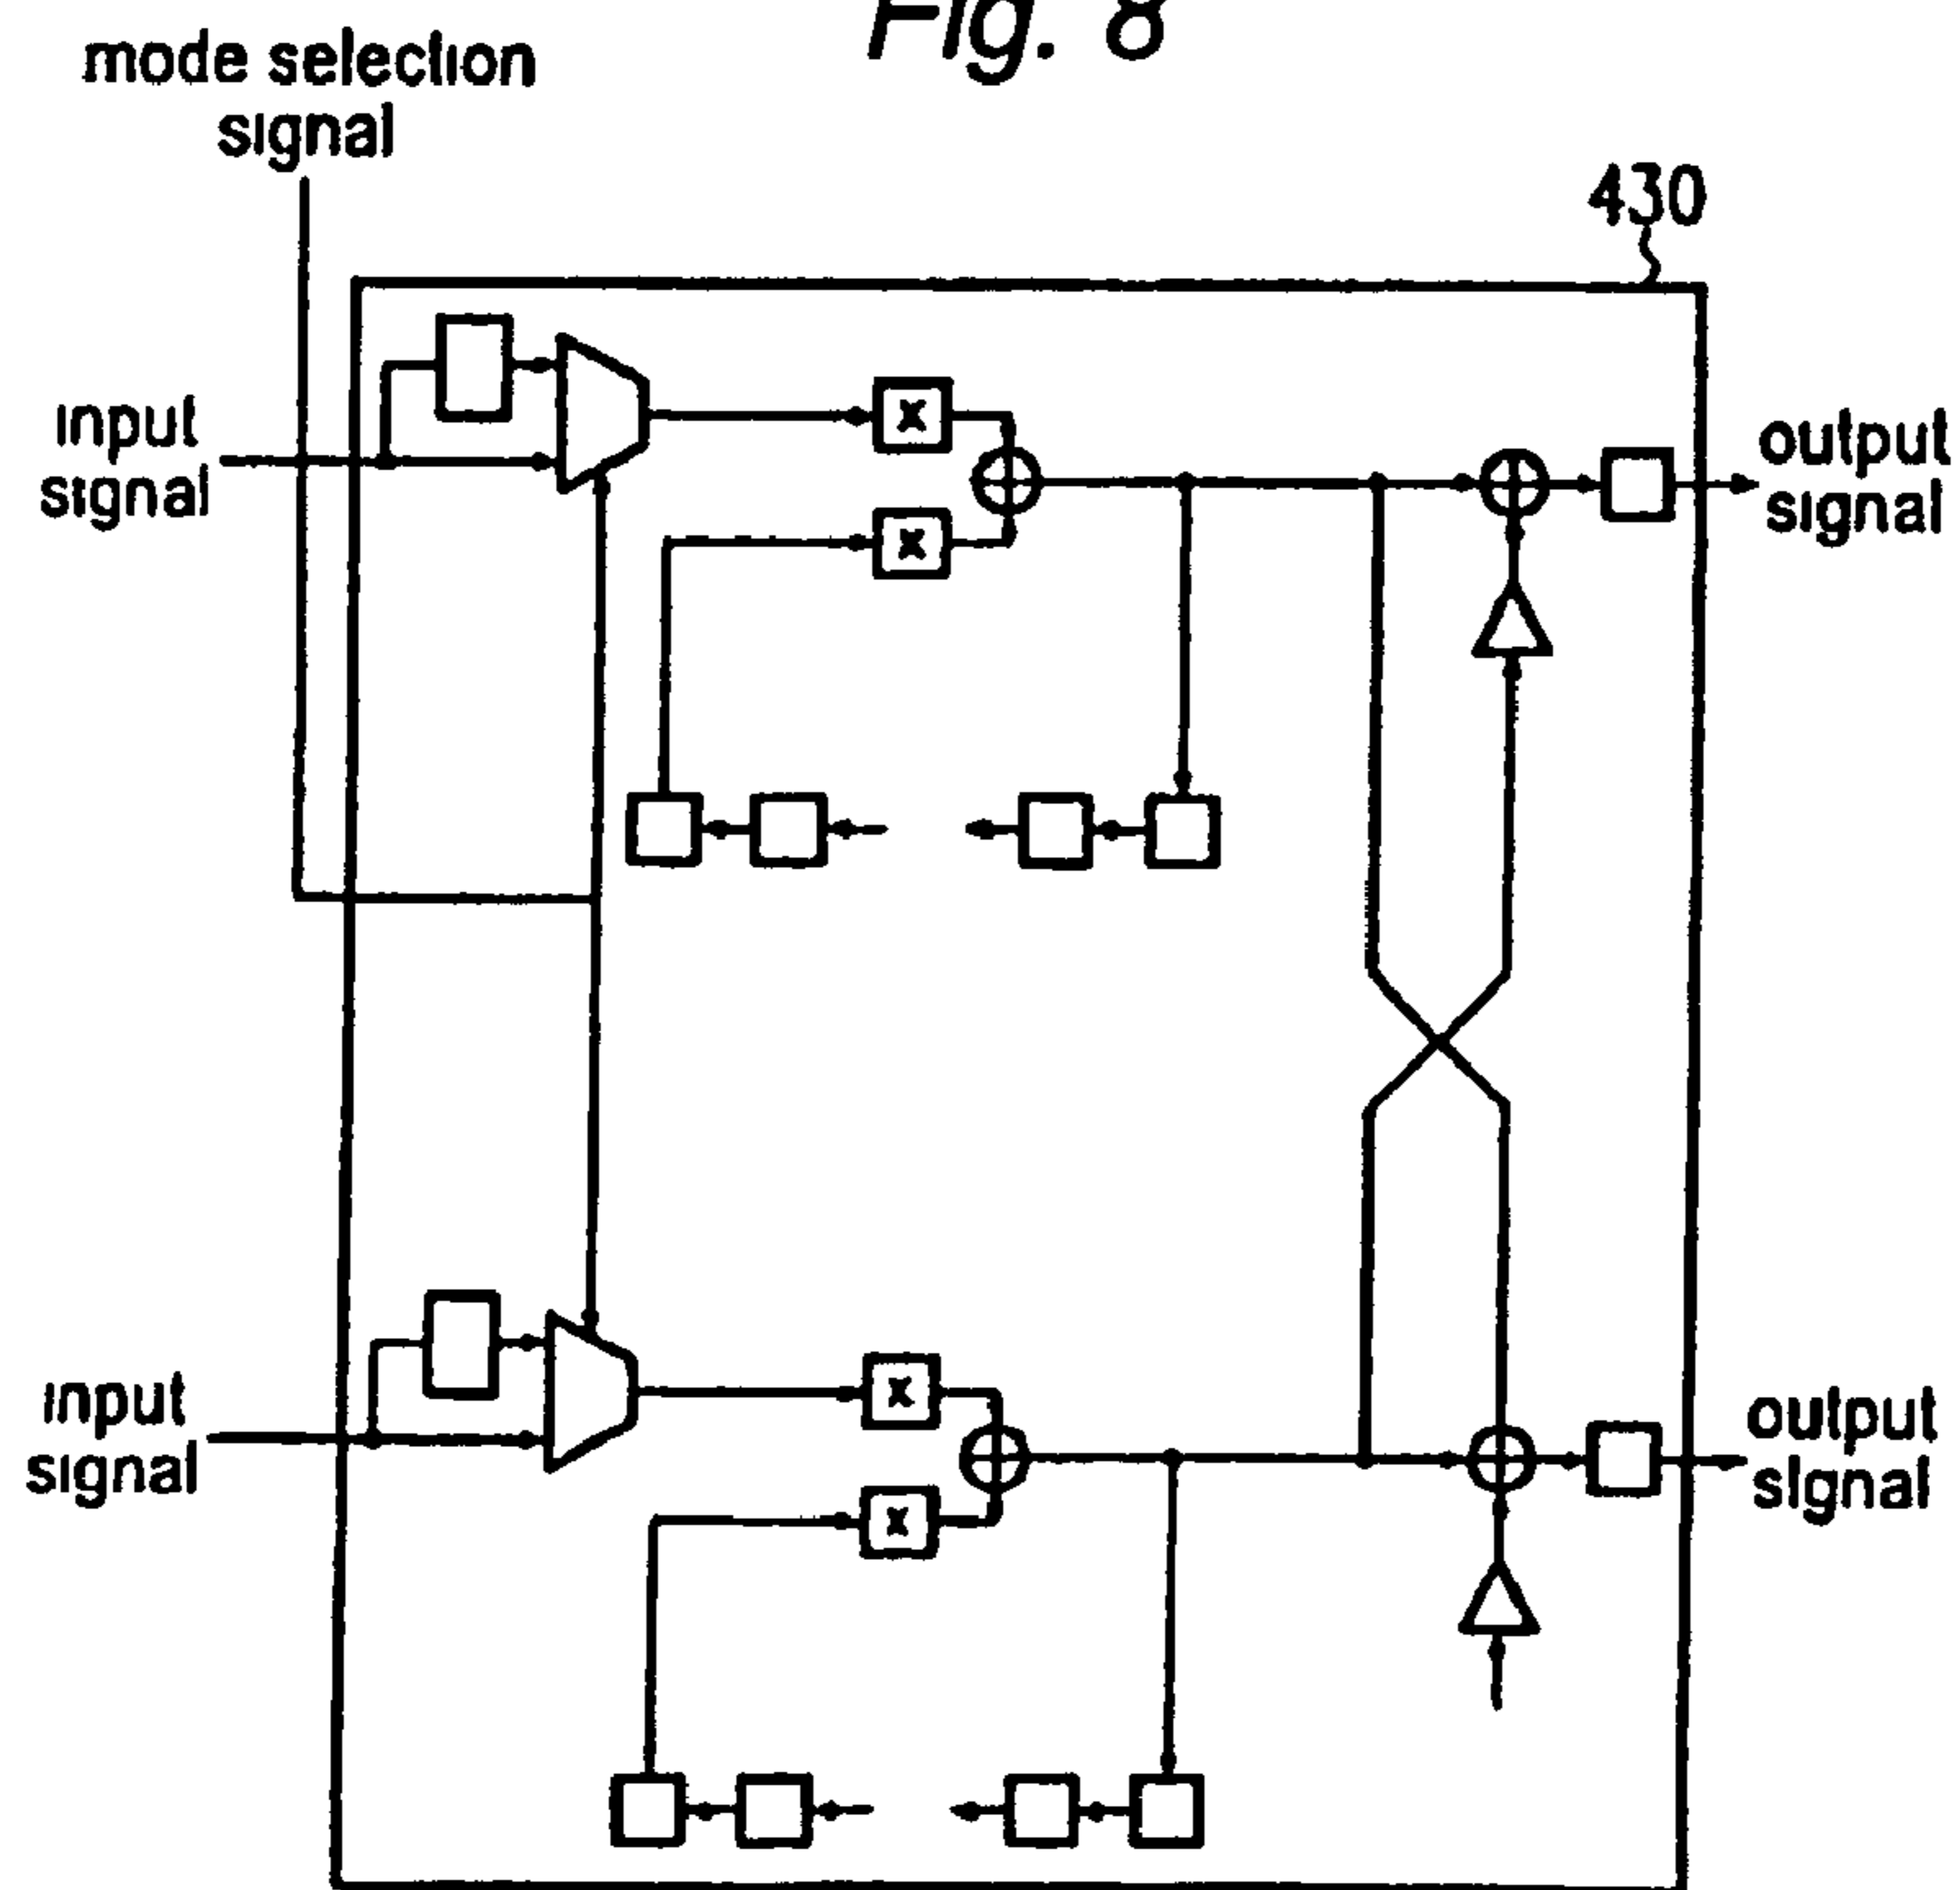 Fig. 8
mode selection
signal
430
input
signal
output
signal
x
x
input
signal
output
signal
x
x